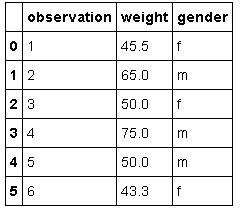 observation weight gender
0 1 45.5 f
1 2 65.0 m
2 3 50.0 f
3 4 75.0 m
4 5 50.0 m
5 6 43.3 f